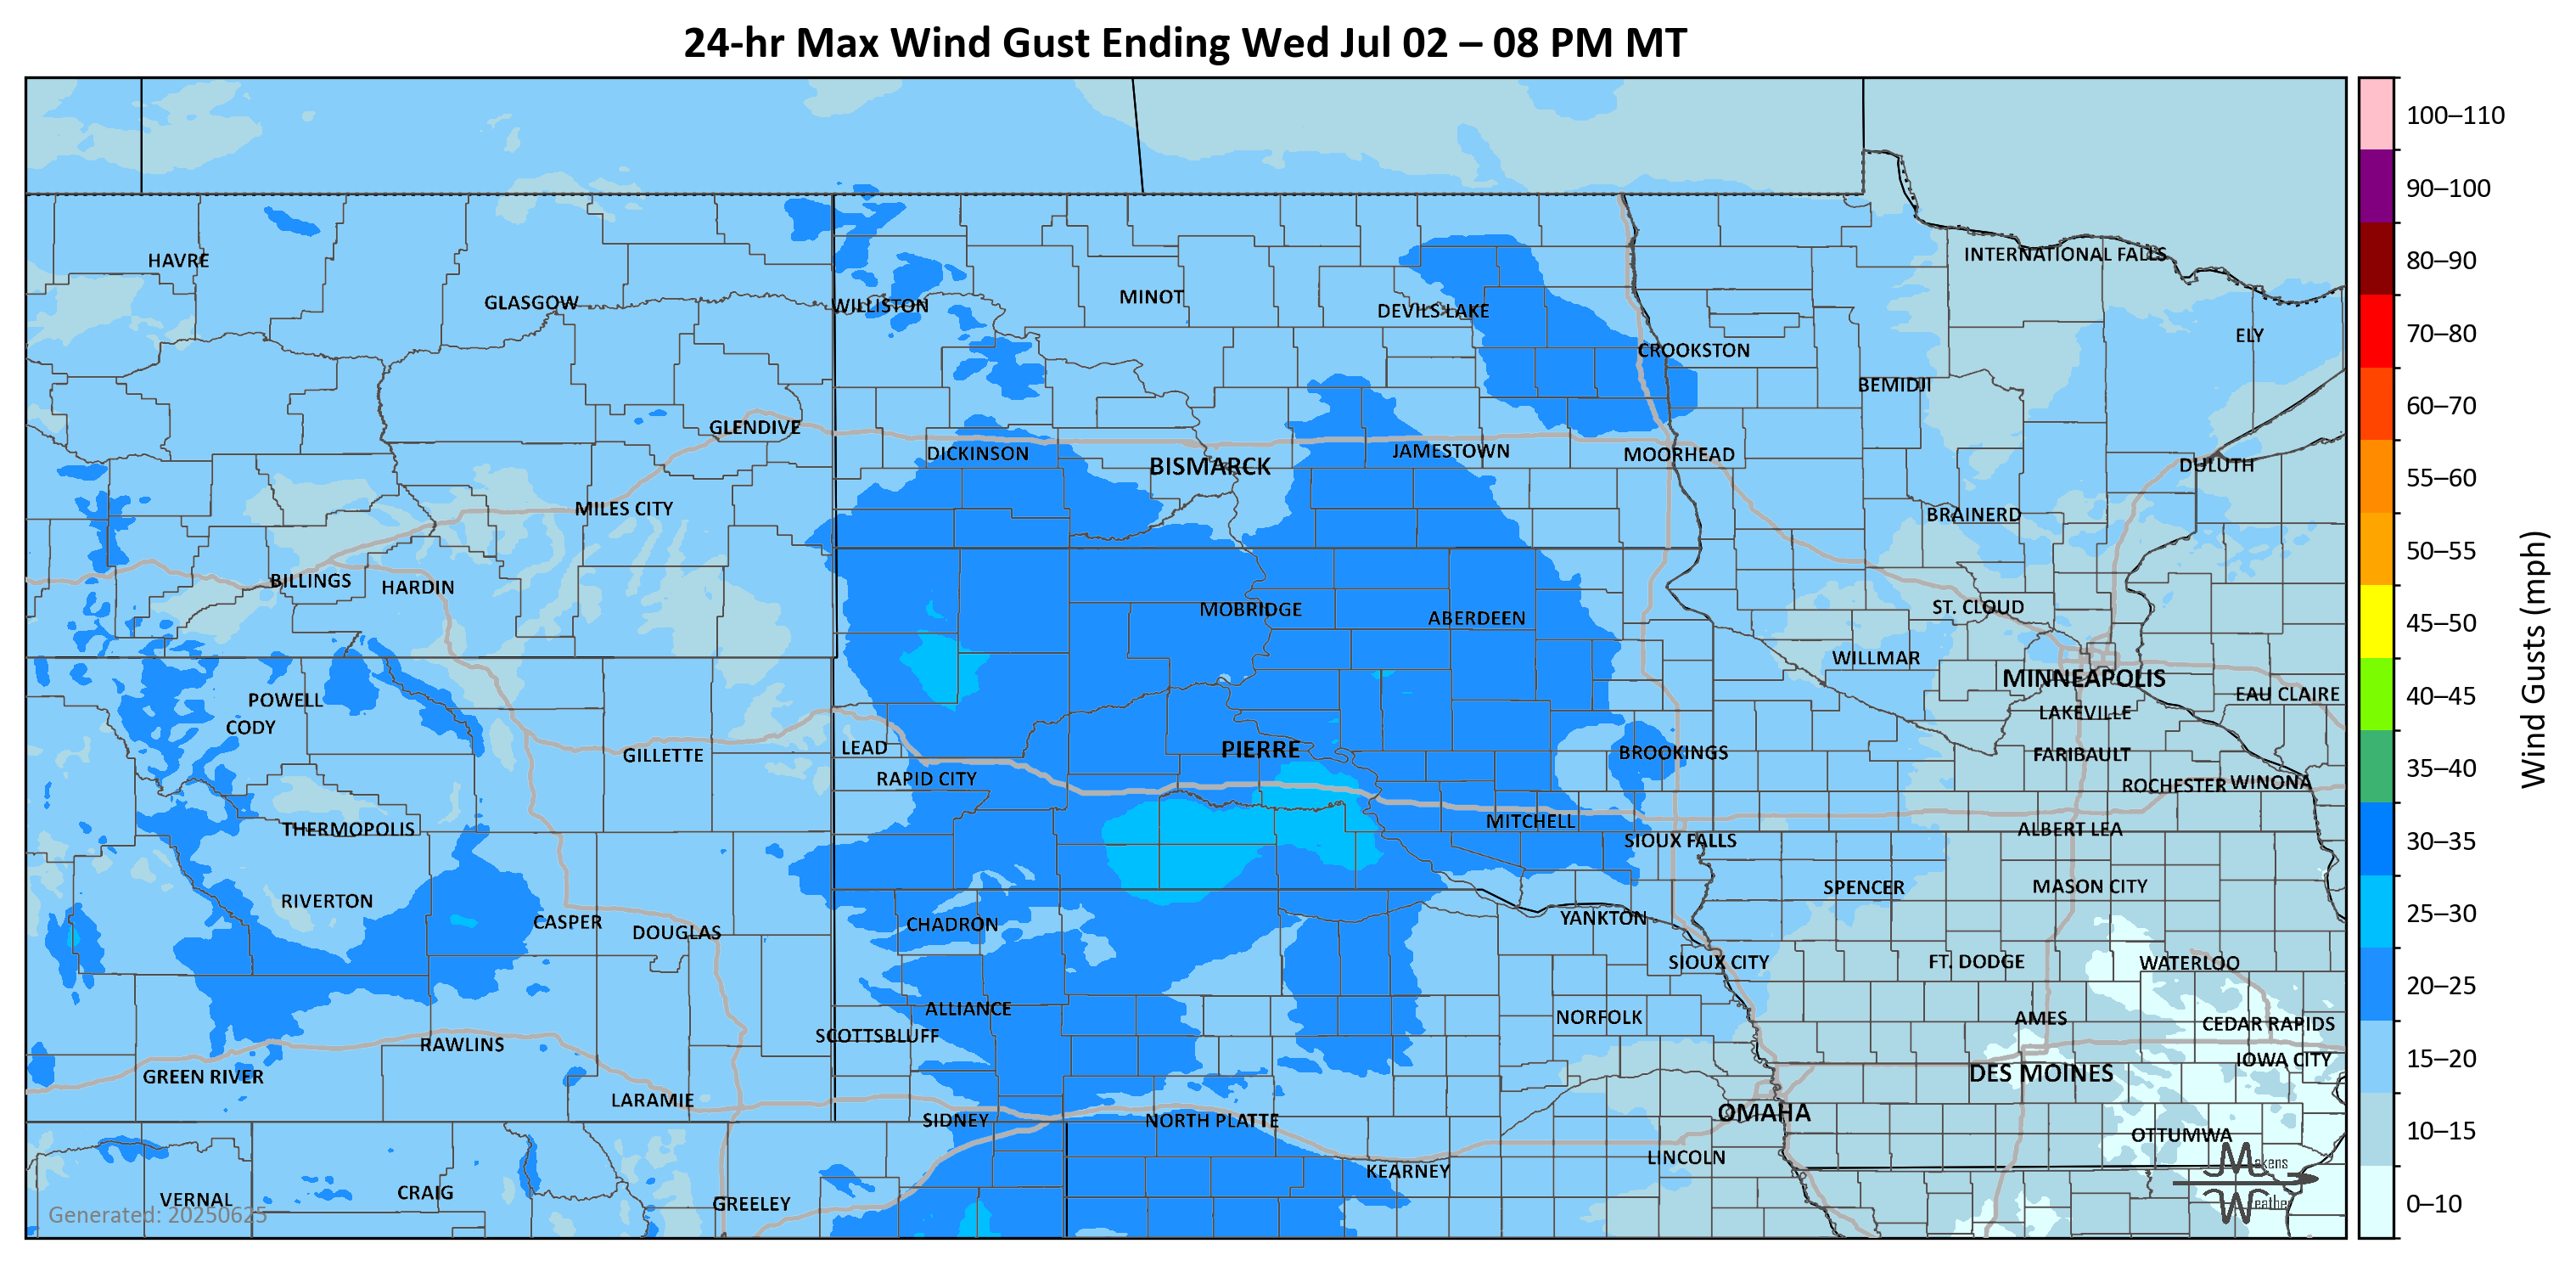 24-hr Max Wind Gust Ending Wed Jul 02 – 08 PM MT
100–110
90–100
80–90
70–80
60–70
55–60
50–55
45–50
40–45
35–40
30–35
25–30
20–25
15–20
10–15
0–10
Wind Gusts (mph)
HAVRE
INTERNATIONAL FALLS
GLASGOW
WILLISTON
MINOT
DEVILS LAKE
ELY
CROOKSTON
BEMIDJI
GLENDIVE
DICKINSON
BISMARCK
JAMESTOWN
MOORHEAD
DULUTH
MILES CITY
BRAINERD
BILLINGS
HARDIN
MOBRIDGE
ABERDEEN
ST. CLOUD
WILLMAR
MINNEAPOLIS
EAU CLAIRE
POWELL
CODY
LAKEVILLE
GILLETTE
LEAD
PIERRE
BROOKINGS
FARIBAULT
RAPID CITY
ROCHESTER
WINONA
THERMOPOLIS
MITCHELL
SIOUX FALLS
ALBERT LEA
RIVERTON
CASPER
DOUGLAS
CHADRON
YANKTON
SPENCER
MASON CITY
SIOUX CITY
FT. DODGE
WATERLOO
ALLIANCE
SCOTTSBLUFF
NORFOLK
AMES
CEDAR RAPIDS
RAWLINS
IOWA CITY
GREEN RIVER
DES MOINES
LARAMIE
SIDNEY
NORTH PLATTE
OMAHA
OTTUMWA
KEARNEY
LINCOLN
VERNAL
CRAIG
GREELEY
Generated: 20250625
Makens
Weather